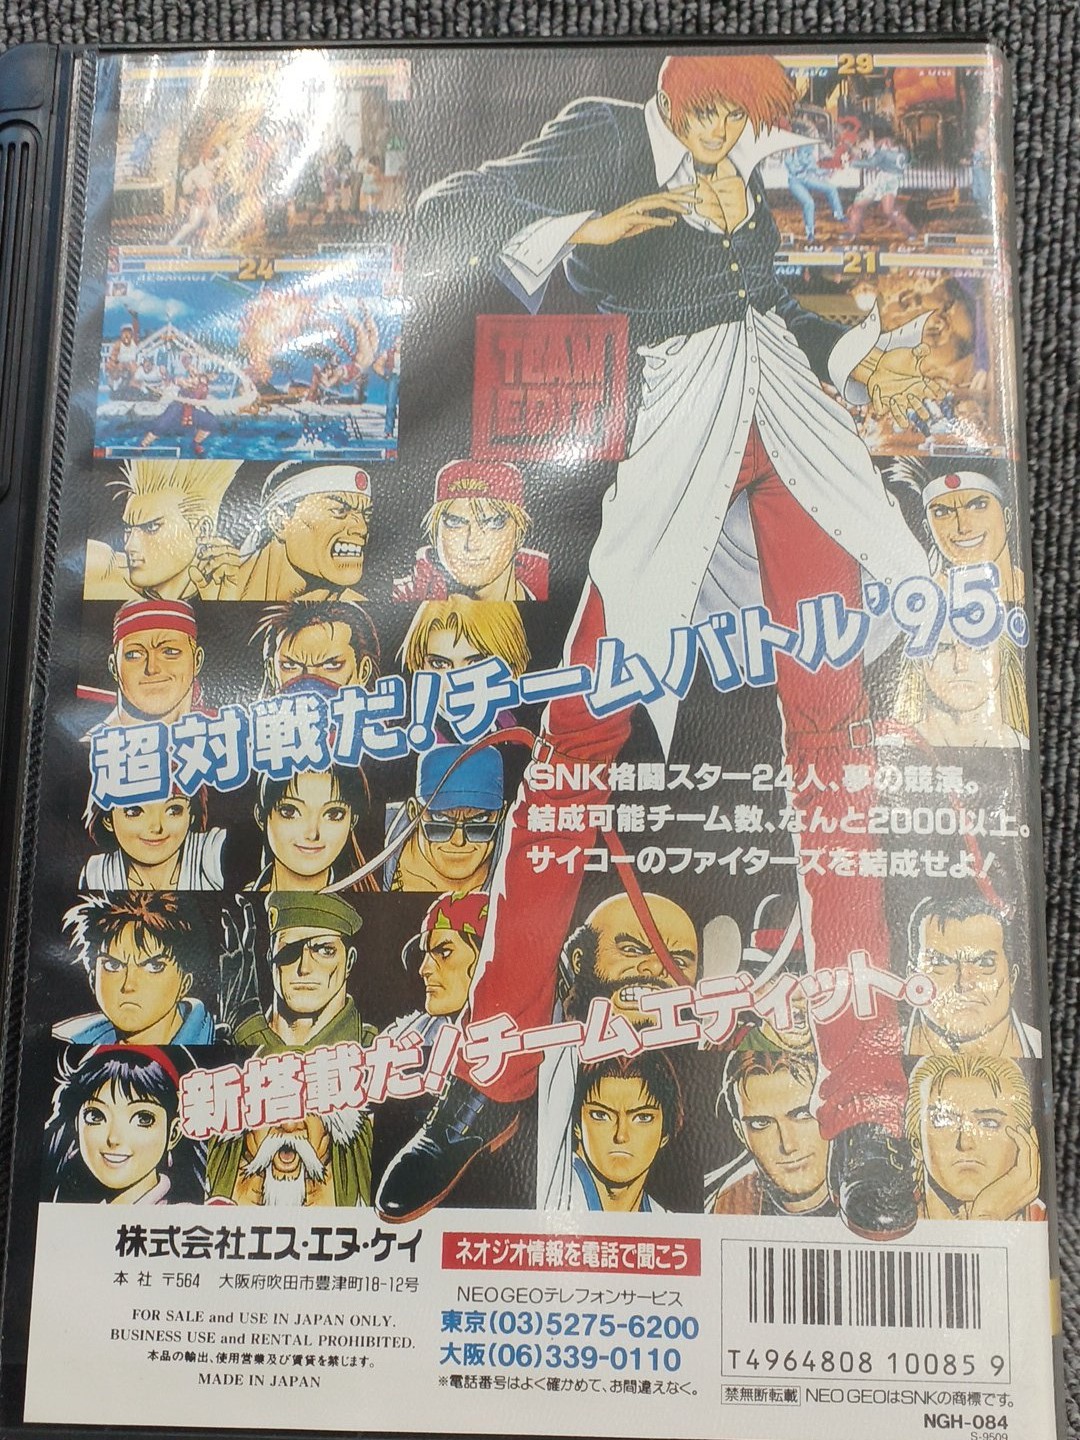 29
24
21
TEAM
EDIT
超対戦だ!チームバトル'95。
SNK格闘スター24人、夢の競演。
結成可能チーム数、なんと2000以上。
サイコーのファイターズを結成せよ!
新搭載だ!チームエディット。
株式会社エス・エヌ・ケイ
本社 〒564 大阪府吹田市豊津町18-12号
FOR SALE and USE IN JAPAN ONLY.
BUSINESS USE and RENTAL PROHIBITED.
本品の輸出、使用営業及び賃貸を禁じます。
MADE IN JAPAN
ネオジオ情報を電話で聞こう
NEOGEOテレフォンサービス
東京(03)5275-6200
大阪(06)339-0110
※電話番号はよく確かめて、お間違えなく。
T4964808 10085 9
禁無断転載 NEO GEOはSNKの商標です。
NGH-084
S-9509